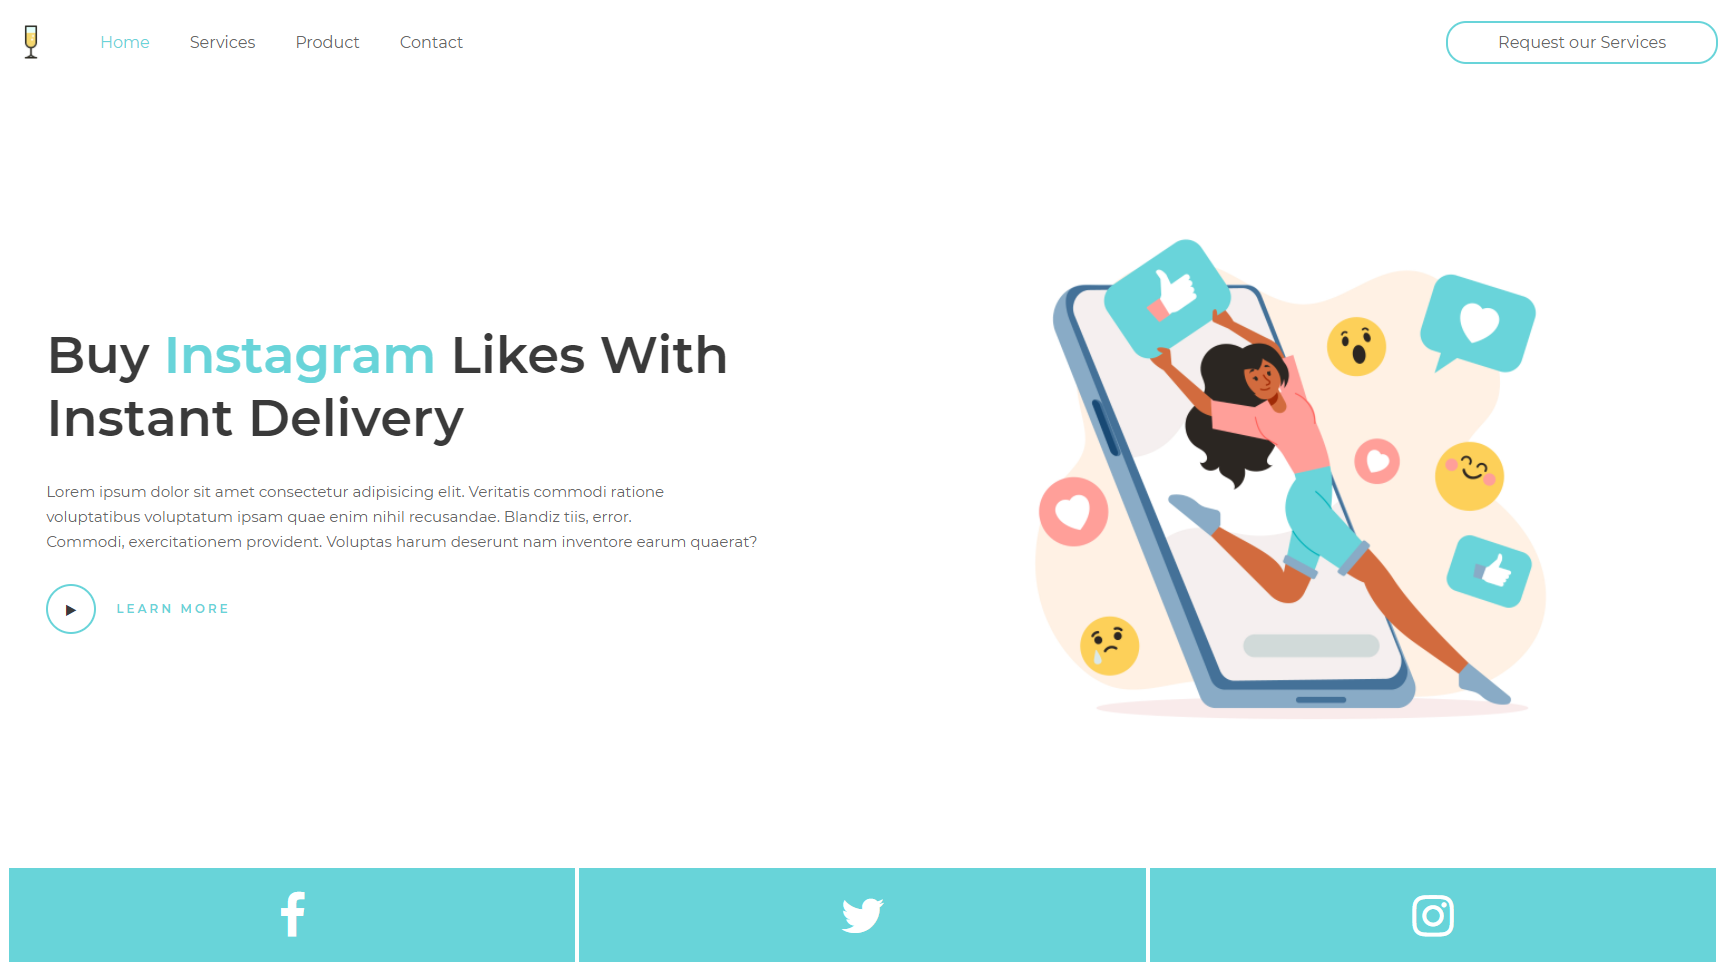 Home Services Product Contact Request our Services
Buy Instagram Likes With
Instant Delivery
Lorem ipsum dolor sit amet consectetur adipisicing elit. Veritatis commodi ratione
voluptatibus voluptatum ipsam quae enim nihil recusandae. Blandiz tiis, error.
Commodi, exercitationem provident. Voluptas harum deserunt nam inventore earum quaerat?
LEARN MORE